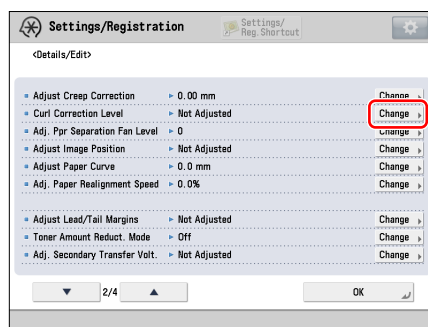 Settings/Registration
Settings/
Reg.Shortcut
<Details/Edit>
Adjust Creep Correction 0.00 mm Change
Curl Correction Level Not Adjusted Change
Adj. Ppr Separation Fan Level 0 Change
Adjust Image Position Not Adjusted Change
Adjust Paper Curve 0.0 mm Change
Adj. Paper Realignment Speed 0.0% Change
Adjust Lead/Tail Margins Not Adjusted Change
Toner Amount Reduct. Mode Off Change
Adj. Secondary Transfer Volt. Not Adjusted Change
2/4 OK